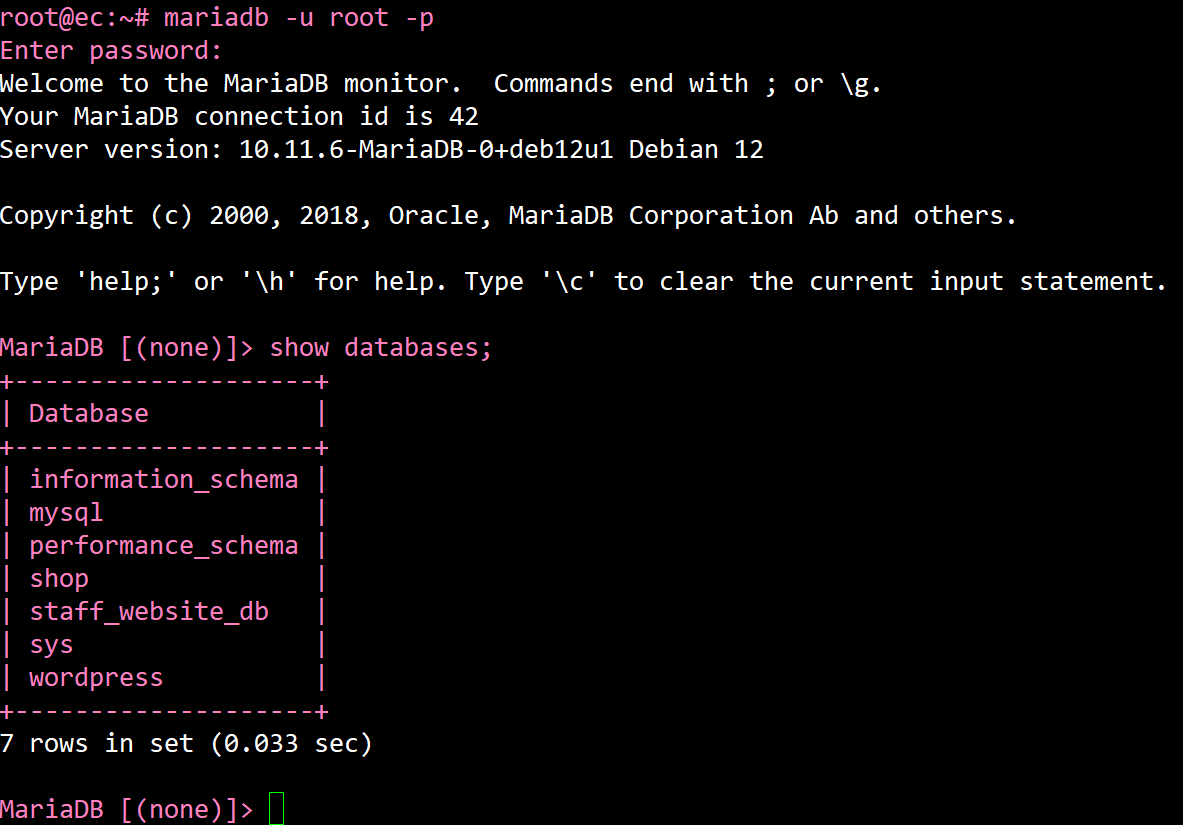 root@ec:~# mariadb -u root -p
Enter password:
Welcome to the MariaDB monitor.  Commands end with ; or \g.
Your MariaDB connection id is 42
Server version: 10.11.6-MariaDB-0+deb12u1 Debian 12

Copyright (c) 2000, 2018, Oracle, MariaDB Corporation Ab and others.

Type 'help;' or '\h' for help. Type '\c' to clear the current input statement.

MariaDB [(none)]> show databases;
+--------------------+
| Database           |
+--------------------+
| information_schema |
| mysql              |
| performance_schema |
| shop               |
| staff_website_db   |
| sys                |
| wordpress          |
+--------------------+
7 rows in set (0.033 sec)

MariaDB [(none)]>